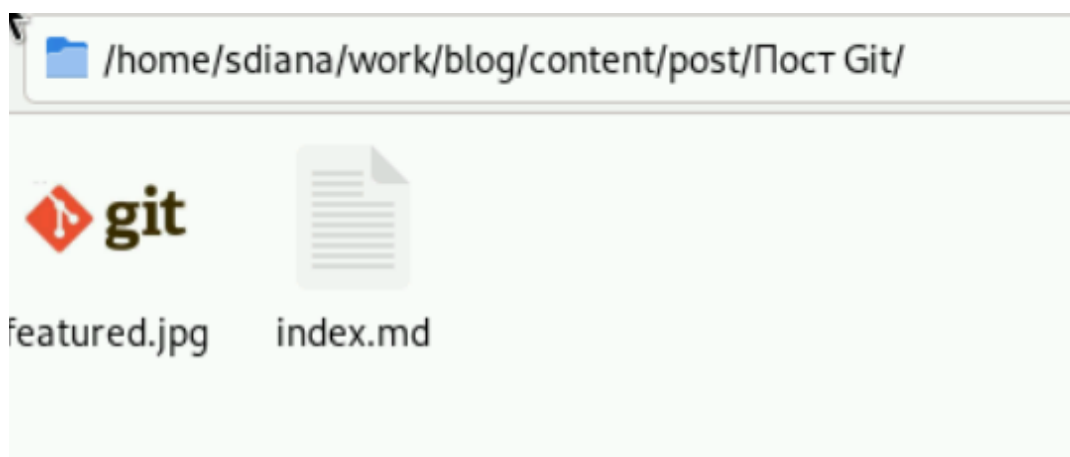 /home/sdiana/work/blog/content/post/Пост Git/
git
featured.jpg
index.md